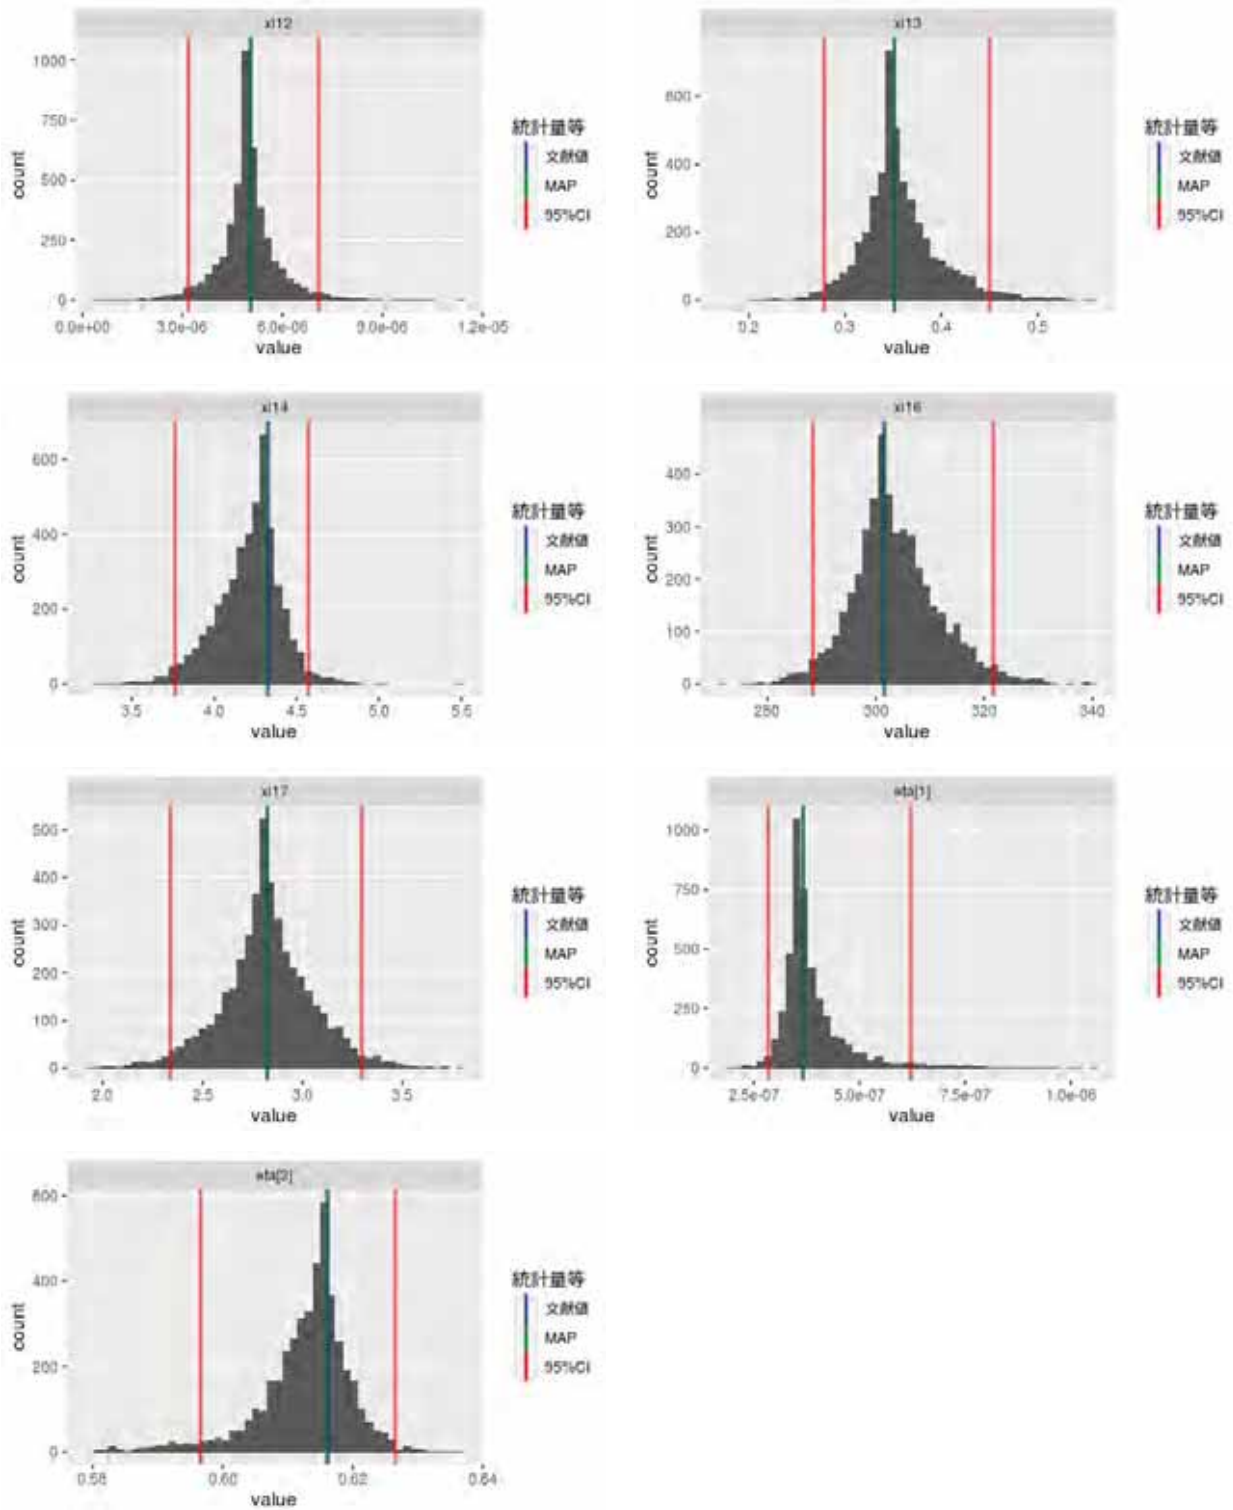 xi12
1000
750
500
250
0
count
0.0e+00 3.0e-06 6.0e-06 9.0e-06 1.2e-05
value
統計量等
文献値
MAP
95%CI
xi13
600
400
200
0
count
0.2 0.3 0.4 0.5
value
統計量等
文献値
MAP
95%CI
xi14
600
400
200
0
count
3.5 4.0 4.5 5.0 5.5
value
統計量等
文献値
MAP
95%CI
xi16
400
300
200
100
0
count
280 300 320 340
value
統計量等
文献値
MAP
95%CI
xi17
500
400
300
200
100
0
count
2.0 2.5 3.0 3.5
value
統計量等
文献値
MAP
95%CI
eta[1]
1000
750
500
250
0
count
2.5e-07 5.0e-07 7.5e-07 1.0e-06
value
統計量等
文献値
MAP
95%CI
eta[2]
600
400
200
0
count
0.58 0.60 0.62 0.64
value
統計量等
文献値
MAP
95%CI